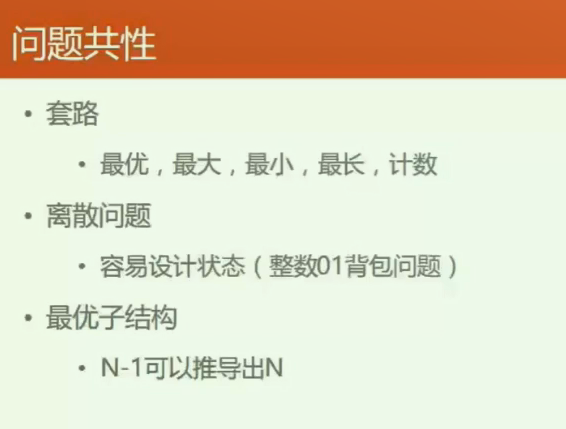 问题共性
• 套路
• 最优，最大，最小，最长，计数
• 离散问题
• 容易设计状态（整数01背包问题）
• 最优子结构
• N-1可以推导出N